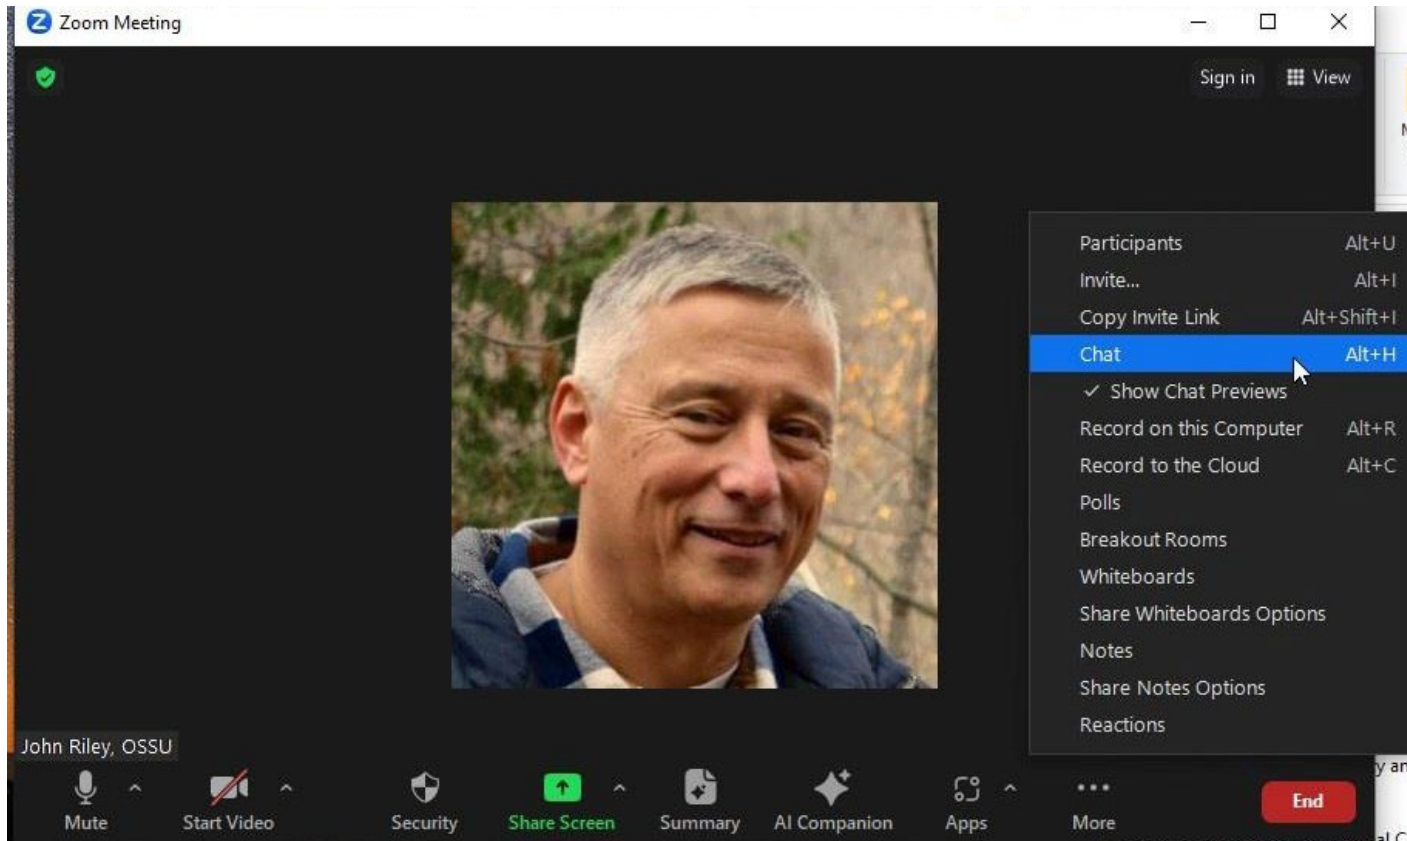 Zoom Meeting
Sign in View
Participants Alt+U
Invite... Alt+I
Copy Invite Link Alt+Shift+I
Chat Alt+H
✓ Show Chat Previews
Record on this Computer Alt+R
Record to the Cloud Alt+C
Polls
Breakout Rooms
Whiteboards
Share Whiteboards Options
Notes
Share Notes Options
Reactions
John Riley, OSSU
Mute Start Video Security Share Screen Summary AI Companion Apps More End